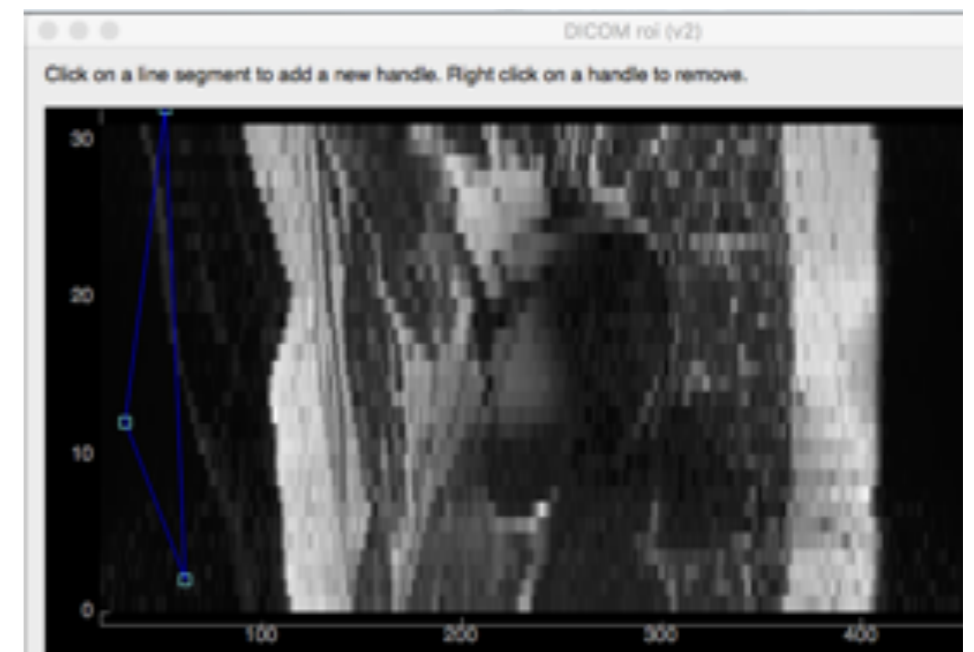 DICOM roi (v2)
Click on a line segment to add a new handle. Right click on a handle to remove.
30
20
10
0
100 200 300 400